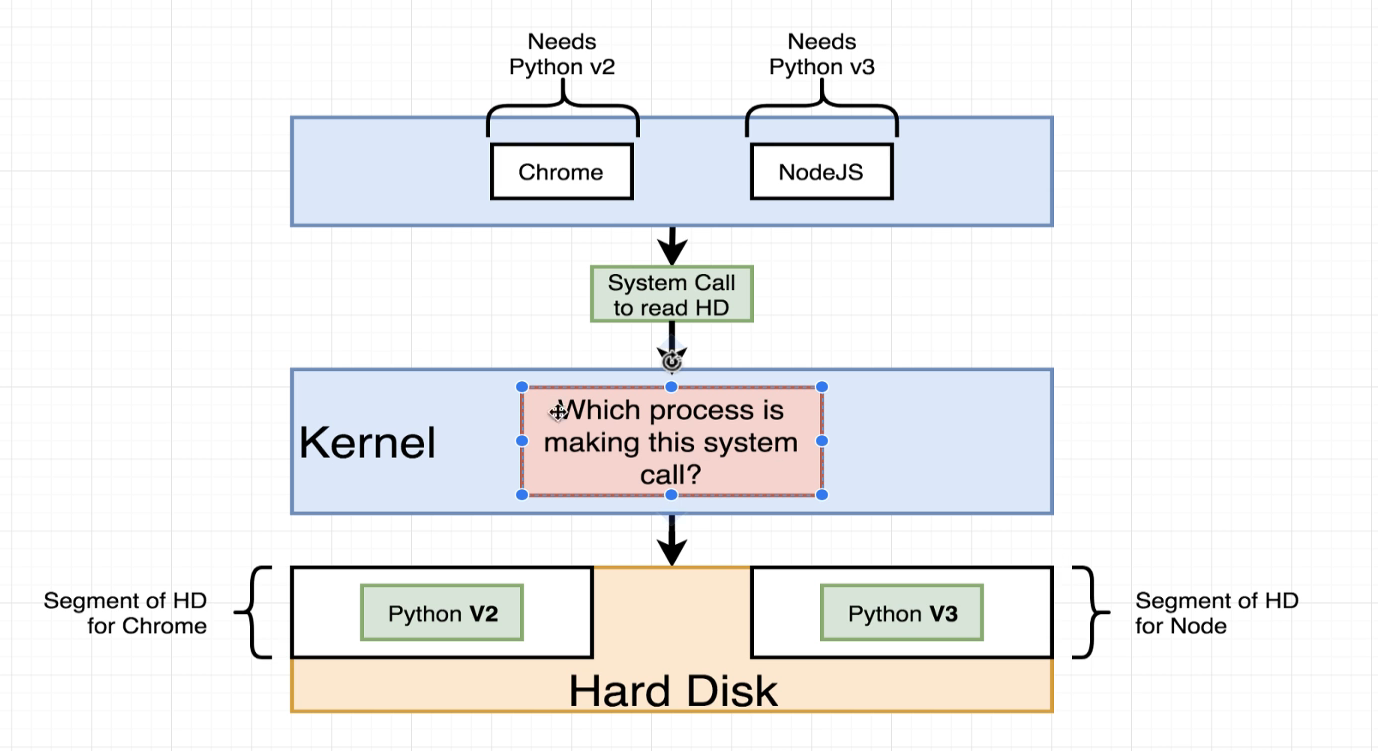 Needs
Python v2
Needs
Python v3
Chrome
NodeJS
System Call
to read HD
Kernel
Which process is
making this system
call?
Segment of HD
for Chrome
Python V2
Python V3
Segment of HD
for Node
Hard Disk